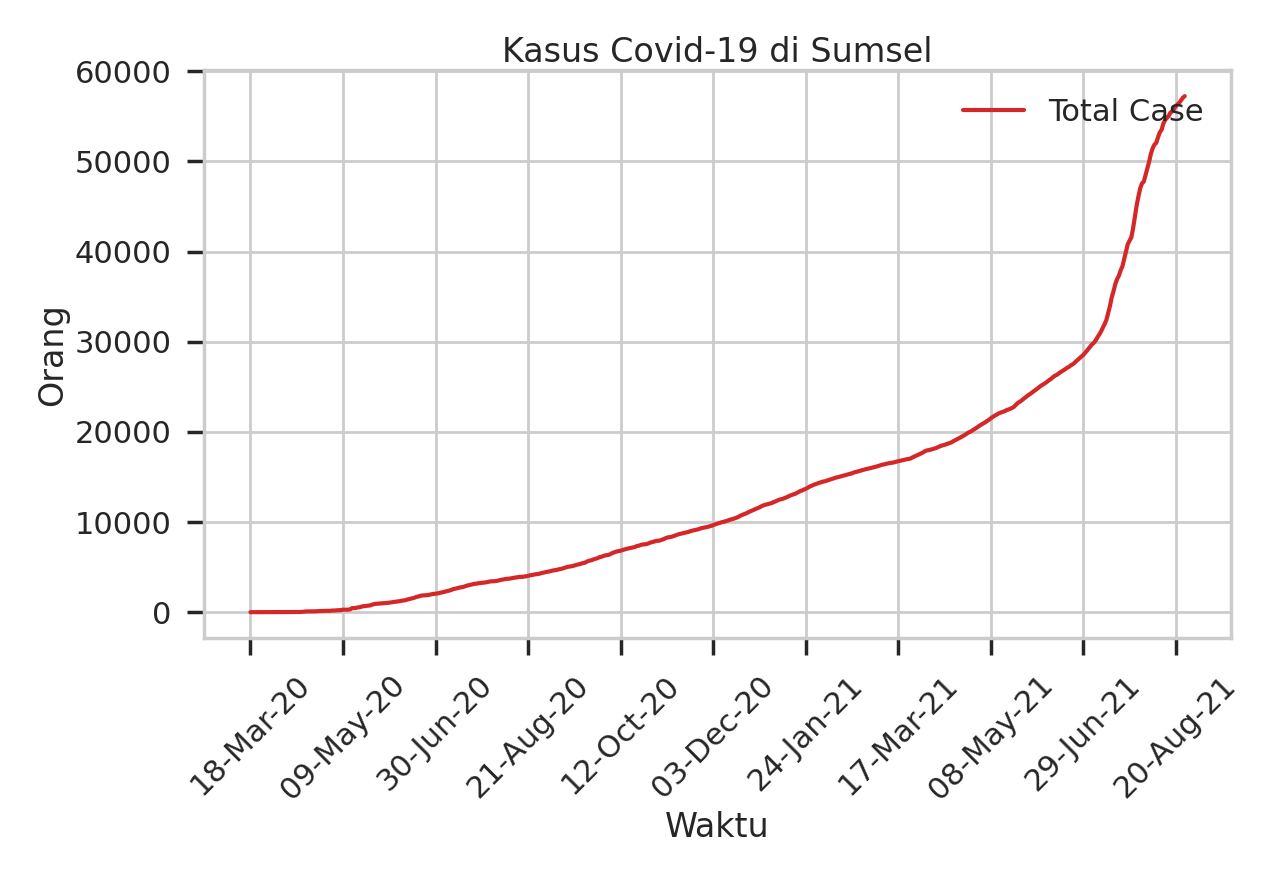 Kasus Covid-19 di Sumsel
60000
50000
40000
30000
20000
10000
0
Orang
Total Case
18-Mar-20
09-May-20
30-Jun-20
21-Aug-20
12-Oct-20
03-Dec-20
24-Jan-21
17-Mar-21
08-May-21
29-Jun-21
20-Aug-21
Waktu